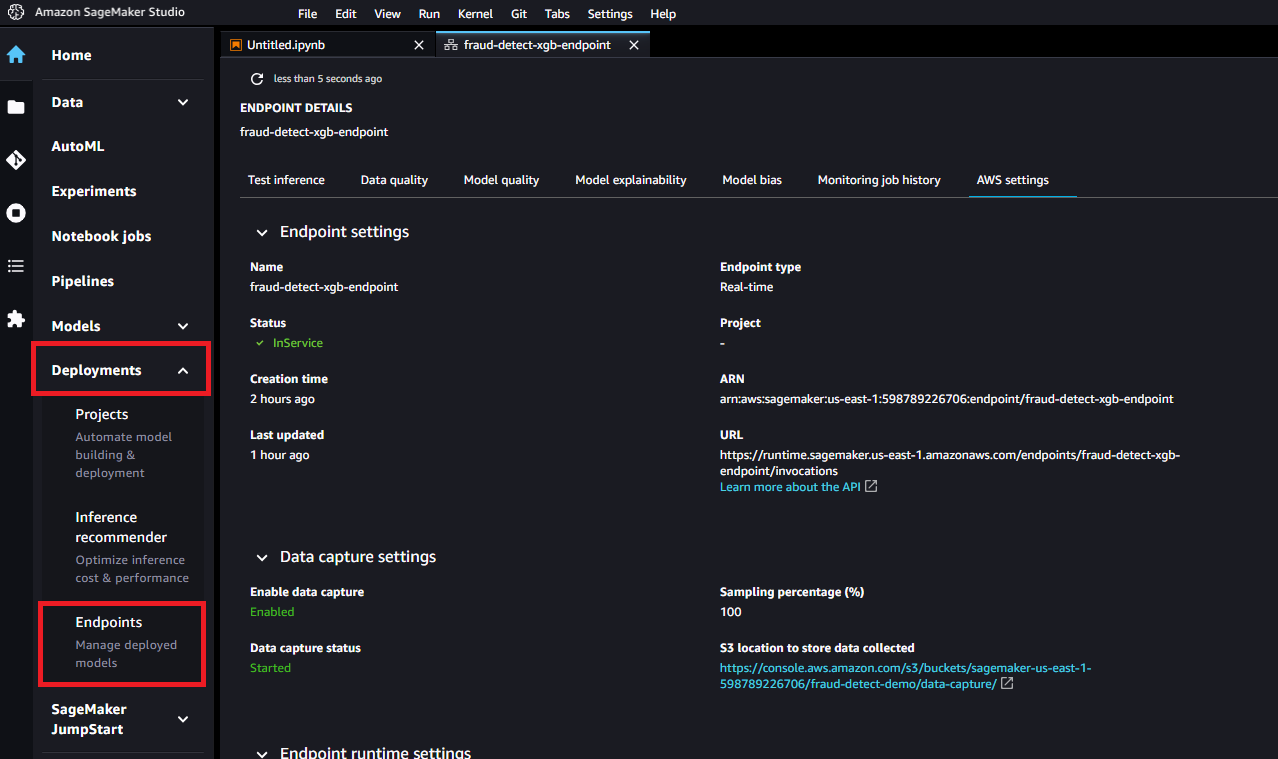 Amazon SageMaker Studio
File Edit View Run Kernel Git Tabs Settings Help
Home
Data
AutoML
Experiments
Notebook jobs
Pipelines
Models
Deployments
Projects
Automate model
building &
deployment
Inference
recommender
Optimize inference
cost & performance
Endpoints
Manage deployed
models
SageMaker
JumpStart
Untitled.ipynb
fraud-detect-xgb-endpoint
less than 5 seconds ago
ENDPOINT DETAILS
fraud-detect-xgb-endpoint
Test inference Data quality Model quality Model explainability Model bias Monitoring job history AWS settings
Endpoint settings
Name
fraud-detect-xgb-endpoint
Endpoint type
Real-time
Status
InService
Project
-
Creation time
2 hours ago
ARN
arn:aws:sagemaker:us-east-1:598789226706:endpoint/fraud-detect-xgb-endpoint
Last updated
1 hour ago
URL
https://runtime.sagemaker.us-east-1.amazonaws.com/endpoints/fraud-detect-xgb-
endpoint/invocations
Learn more about the API
Data capture settings
Enable data capture
Enabled
Sampling percentage (%)
100
Data capture status
Started
S3 location to store data collected
https://console.aws.amazon.com/s3/buckets/sagemaker-us-east-1-
598789226706/fraud-detect-demo/data-capture/
Endpoint runtime settings